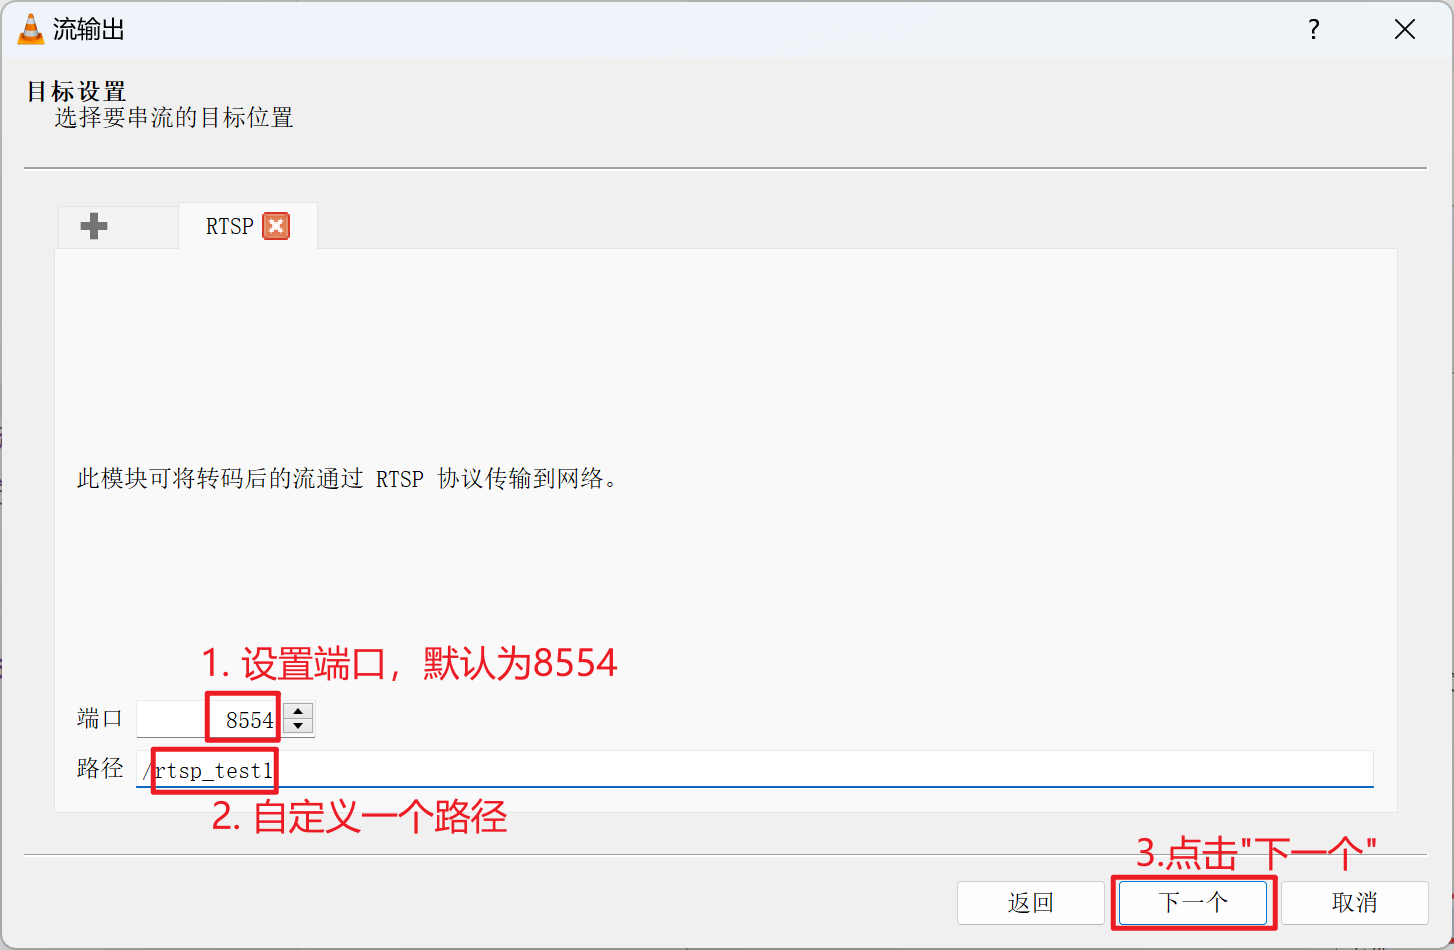 流输出
?
目标设置
选择要串流的目标位置
RTSP
此模块可将转码后的流通过 RTSP 协议传输到网络。
1. 设置端口，默认为8554
端口 8554
路径 /rtsp_test1
2. 自定义一个路径
3.点击"下一个"
返回 下一个 取消